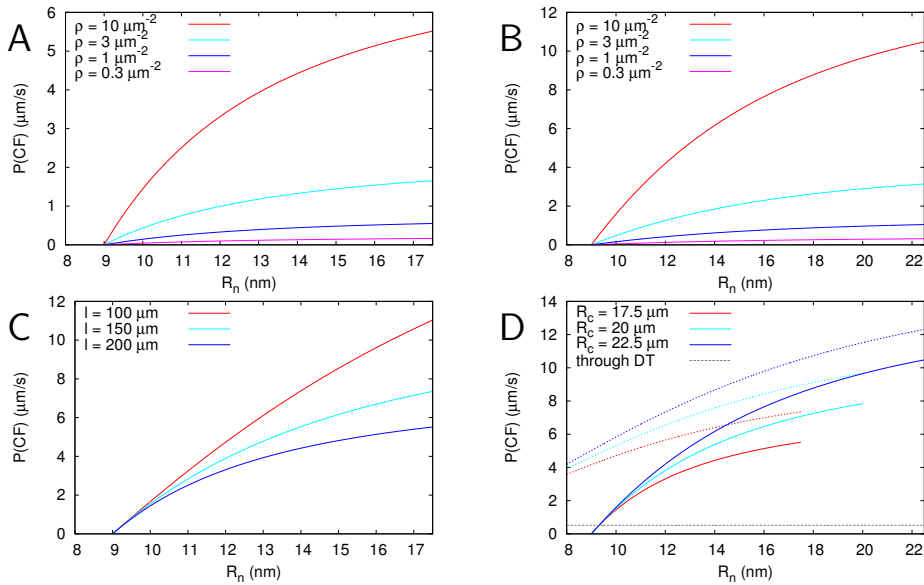 A
ρ = 10 μm-2
ρ = 3 μm-2
ρ = 1 μm-2
ρ = 0.3 μm-2
P(CF) (μm/s)
0 1 2 3 4 5 6
8 9 10 11 12 13 14 15 16 17
Rn (nm)
B
ρ = 10 μm-2
ρ = 3 μm-2
ρ = 1 μm-2
ρ = 0.3 μm-2
P(CF) (μm/s)
0 2 4 6 8 10 12
8 10 12 14 16 18 20 22
Rn (nm)
C
l = 100 μm
l = 150 μm
l = 200 μm
P(CF) (μm/s)
0 2 4 6 8 10 12
8 9 10 11 12 13 14 15 16 17
Rn (nm)
D
Rc = 17.5 μm
Rc = 20 μm
Rc = 22.5 μm
through DT
P(CF) (μm/s)
0 2 4 6 8 10 12 14
8 10 12 14 16 18 20 22
Rn (nm)